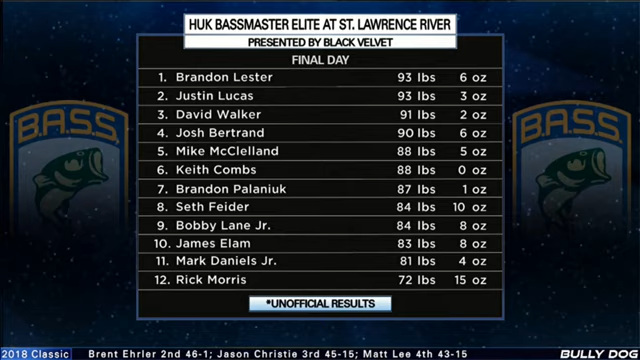 HUK BASSMASTER ELITE AT ST. LAWRENCE RIVER
PRESENTED BY BLACK VELVET
FINAL DAY
1. Brandon Lester 93 lbs 6 oz
2. Justin Lucas 93 lbs 3 oz
3. David Walker 91 lbs 2 oz
4. Josh Bertrand 90 lbs 6 oz
5. Mike McClelland 88 lbs 5 oz
6. Keith Combs 88 lbs 0 oz
7. Brandon Palaniuk 87 lbs 1 oz
8. Seth Feider 84 lbs 10 oz
9. Bobby Lane Jr. 84 lbs 8 oz
10. James Elam 83 lbs 8 oz
11. Mark Daniels Jr. 81 lbs 4 oz
12. Rick Morris 72 lbs 15 oz
*UNOFFICIAL RESULTS
B.A.S.S.
B.A.S.S.
2018 Classic Brent Ehrler 2nd 46-1; Jason Christie 3rd 45-15; Matt Lee 4th 43-15 BULLY DOG